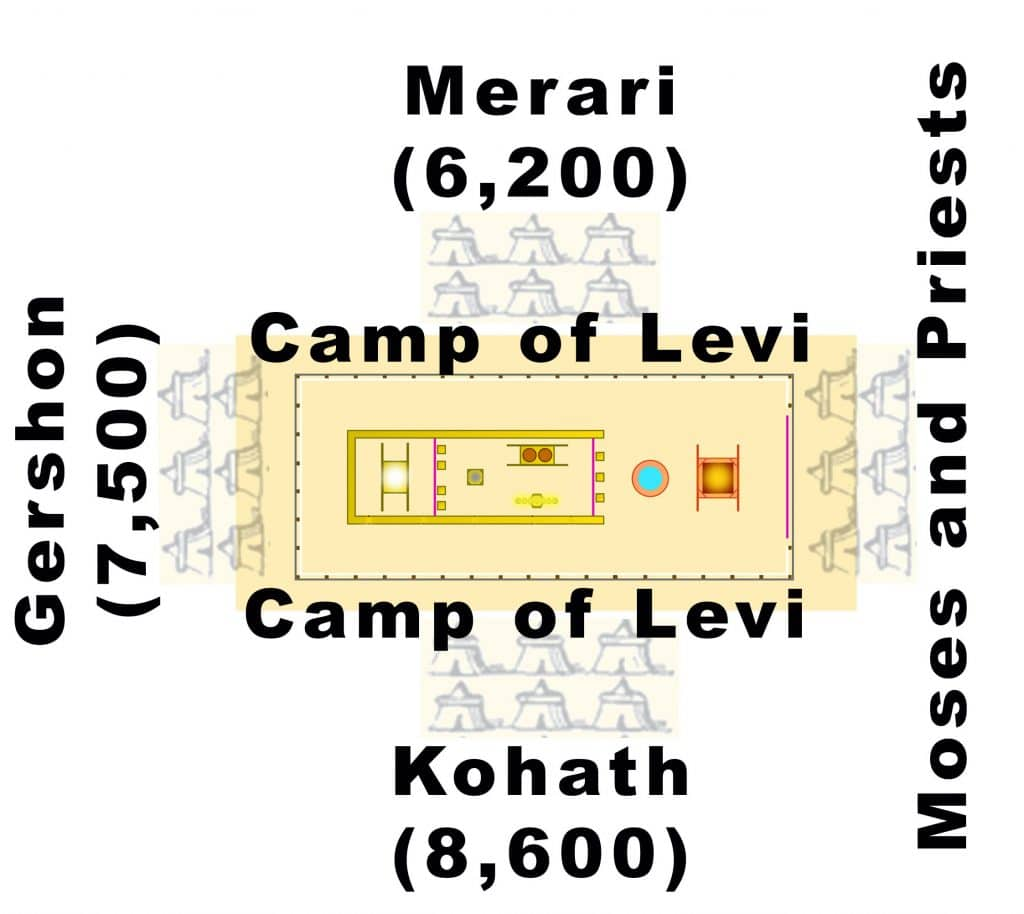 Merari
(6,200)
Camp of Levi
Gershon
(7,500)
Moses and Priests
Camp of Levi
Kohath
(8,600)